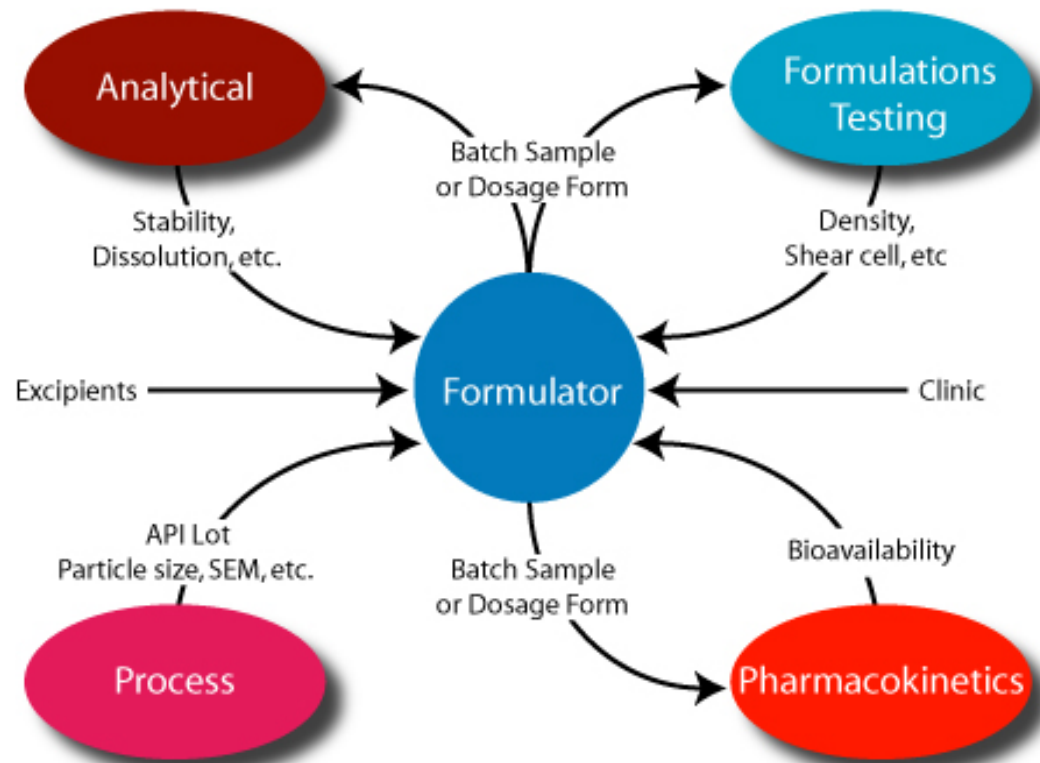 Analytical
Formulations
Testing
Batch Sample
or Dosage Form
Stability,
Dissolution, etc.
Density,
Shear cell, etc
Excipients
Formulator
Clinic
API Lot
Particle size, SEM, etc.
Batch Sample
or Dosage Form
Bioavailability
Process
Pharmacokinetics